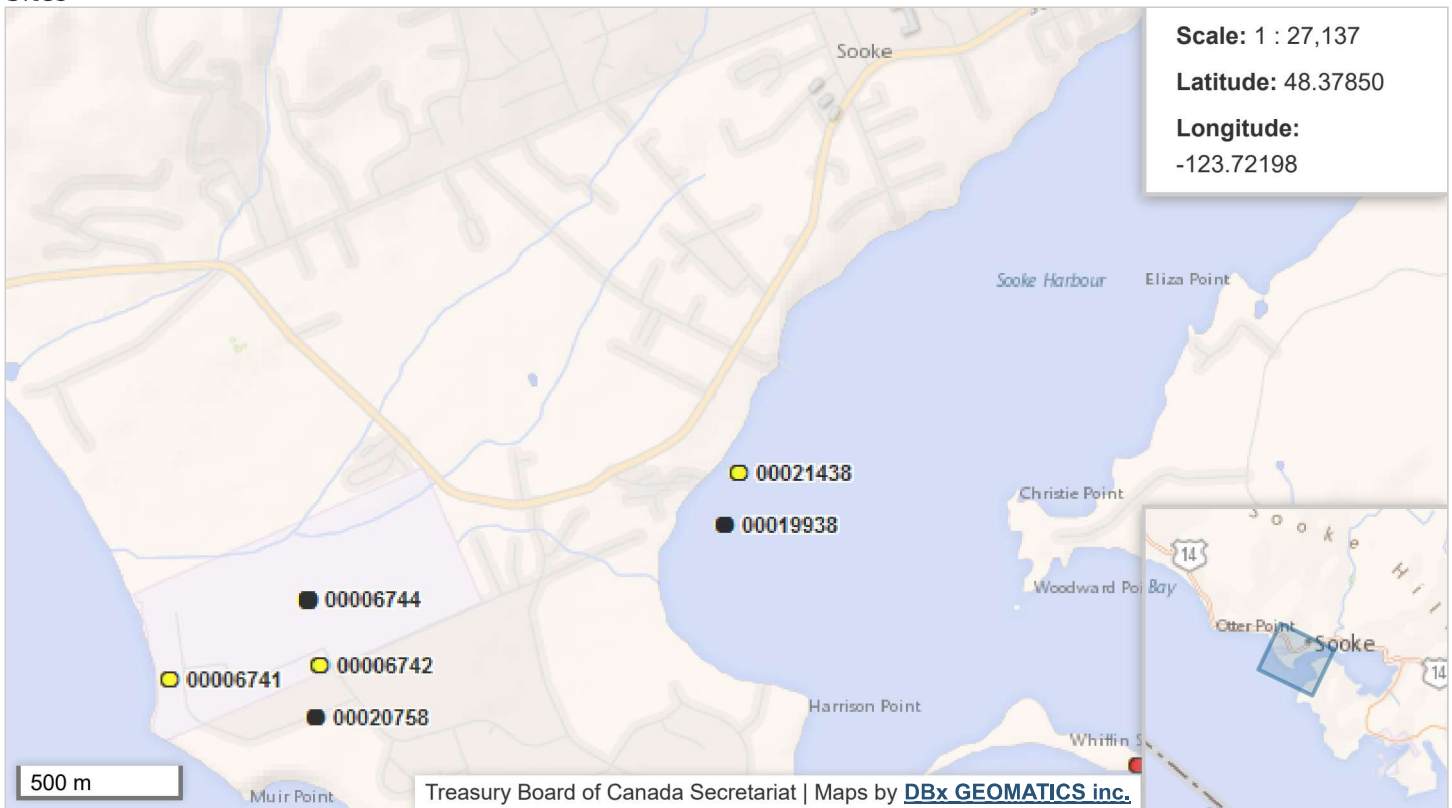 Sooke
Scale: 1 : 27,137
Latitude: 48.37850
Longitude:
-123.72198
Sooke Harbour
Eliza Point
00021438
Christie Point
00019938
Woodward
Bay
00006744
00006742
00006741
00020758
Harrison Point
14
Sooke
Otter Point
Sooke
14
500 m
Muir Point
Treasury Board of Canada Secretariat | Maps by DBx GEOMATICS inc.